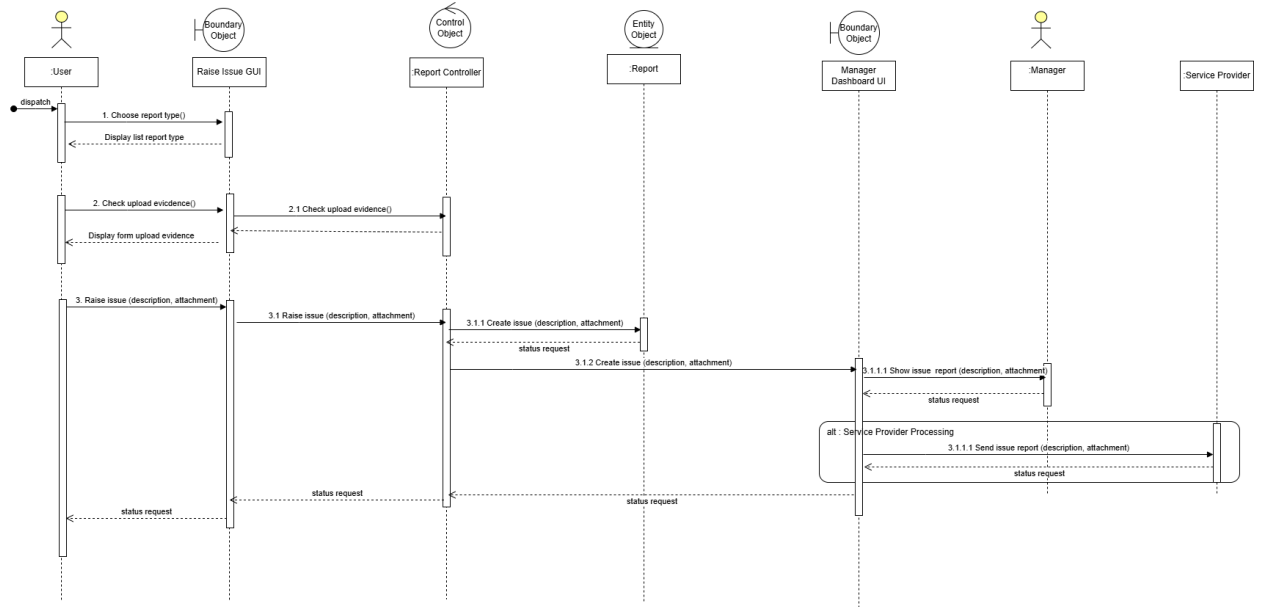 Boundary
Object
Control
Object
Entity
Object
Boundary
Object
:User
Raise Issue GUI
:Report Controller
:Report
Manager
Dashboard UI
:Manager
:Service Provider
dispatch
1. Choose report type()
Display list report type
2. Check upload evicdence()
2.1 Check upload evidence()
Display form upload evidence
3. Raise issue (description, attachment)
3.1 Raise issue (description, attachment)
3.1.1 Create issue (description, attachment)
status request
3.1.2 Create issue (description, attachment)
3.1.1.1 Show issue report (description, attachment)
status request
alt : Service Provider Processing
3.1.1.1 Send issue report (description, attachment)
status request
status request
status request
status request